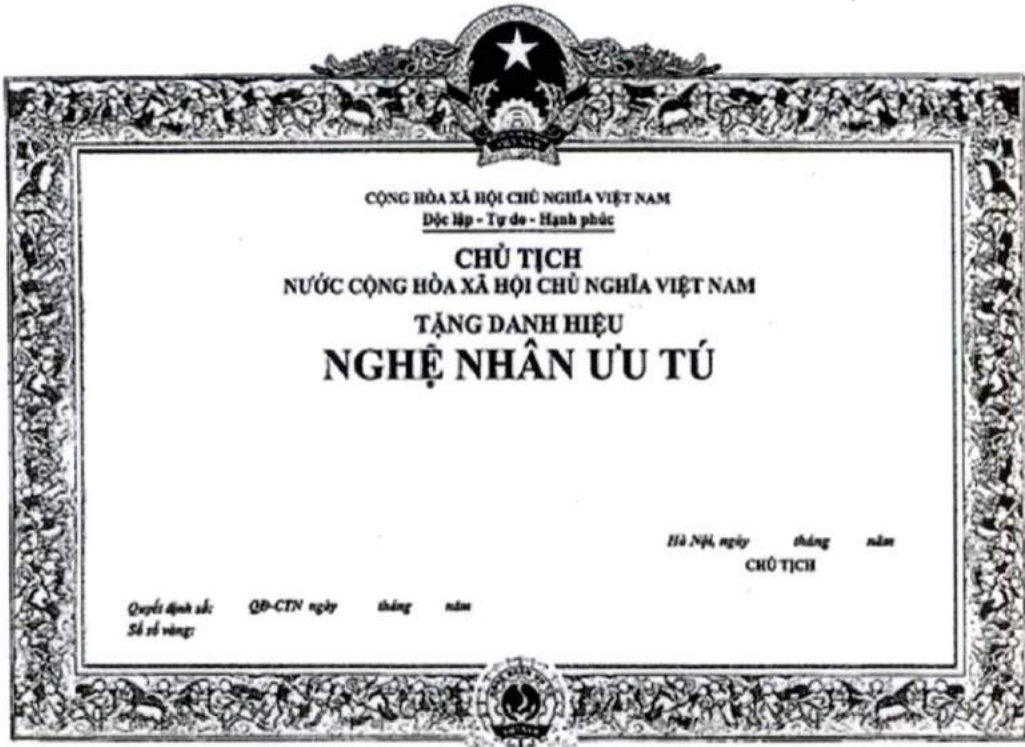 CỘNG HÒA XÃ HỘI CHỦ NGHĨA VIỆT NAM
Độc lập - Tự do - Hạnh phúc
CHỦ TỊCH
NƯỚC CỘNG HÒA XÃ HỘI CHỦ NGHĨA VIỆT NAM
TẶNG DANH HIỆU
NGHỆ NHÂN ƯU TÚ
Hà Nội, ngày tháng năm
CHỦ TỊCH
Quyết định số: QĐ-CTN ngày tháng năm
Số sổ vàng: